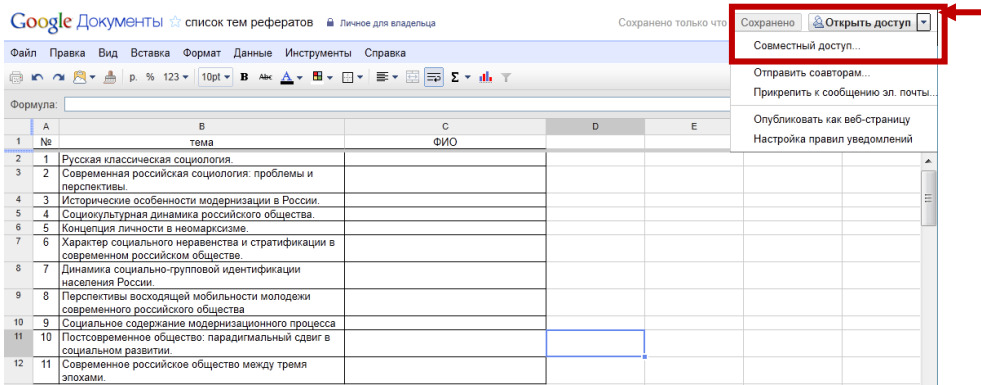 Google Документы список тем рефератов Личное для владельца
Сохранено только что Сохранено Открыть доступ
Файл Правка Вид Вставка Формат Данные Инструменты Справка
Совместный доступ...
Отправить соавторам...
Прикрепить к сообщению эл. почты...
Опубликовать как веб-страницу
Настройка правил уведомлений
р. % 123 10pt B Abc A Σ
Формула:
A B C D E
1 № тема ФИО
2 1 Русская классическая социология.
3 2 Современная российская социология: проблемы и
перспективы.
4 3 Исторические особенности модернизации в России.
5 4 Социокультурная динамика российского общества.
6 5 Концепция личности в неомарксизме.
7 6 Характер социального неравенства и стратификации в
современном российском обществе.
8 7 Динамика социально-групповой идентификации
населения России.
9 8 Перспективы восходящей мобильности молодежи
современного российского общества
10 9 Социальное содержание модернизационного процесса
11 10 Постсовременное общество: парадигмальный сдвиг в
социальном развитии.
12 11 Современное российское общество между тремя
эпохами.